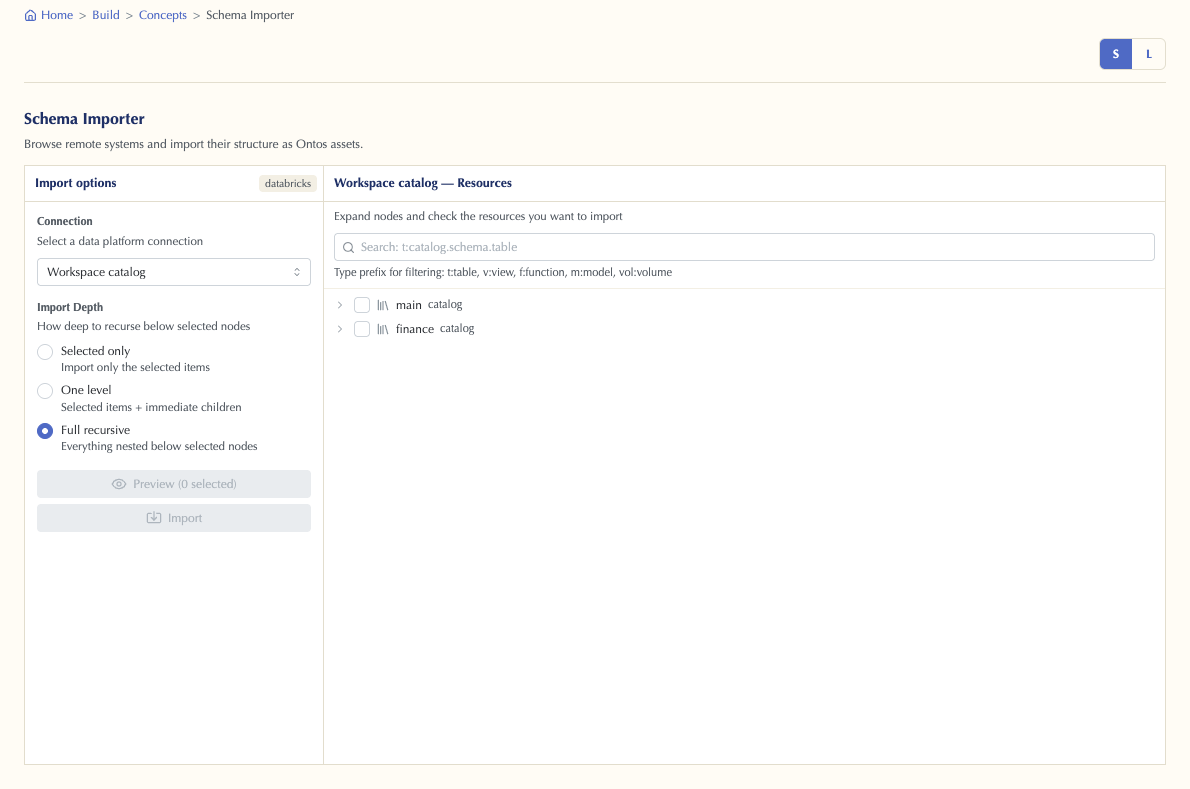 Home > Build > Concepts > Schema Importer
S L
Schema Importer
Browse remote systems and import their structure as Ontos assets.
Import options
databricks
Connection
Select a data platform connection
Workspace catalog
Import Depth
How deep to recurse below selected nodes
Selected only
Import only the selected items
One level
Selected items + immediate children
Full recursive
Everything nested below selected nodes
Preview (0 selected)
Import
Workspace catalog — Resources
Expand nodes and check the resources you want to import
Search: t:catalog.schema.table
Type prefix for filtering: t:table, v:view, f:function, m:model, vol:volume
main catalog
finance catalog